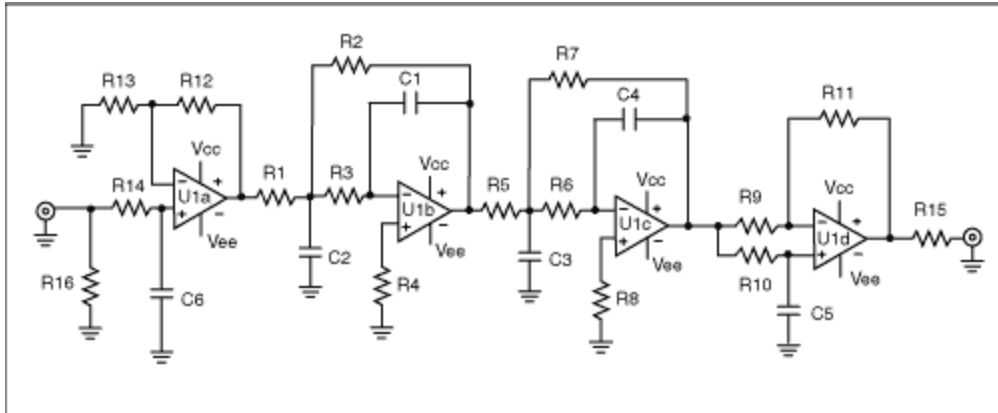 R2
R7
C1
R13
R12
C4
R11
Vcc
R14
R1
R3
Vcc
R9
− +
U1a
+ −
R5
R6
Vcc
Vcc
R15
− +
U1b
+ −
− +
U1c
+ −
− +
U1d
+ −
Vee
C2
Vee
C3
Vee
R10
Vee
R16
C6
R4
R8
C5